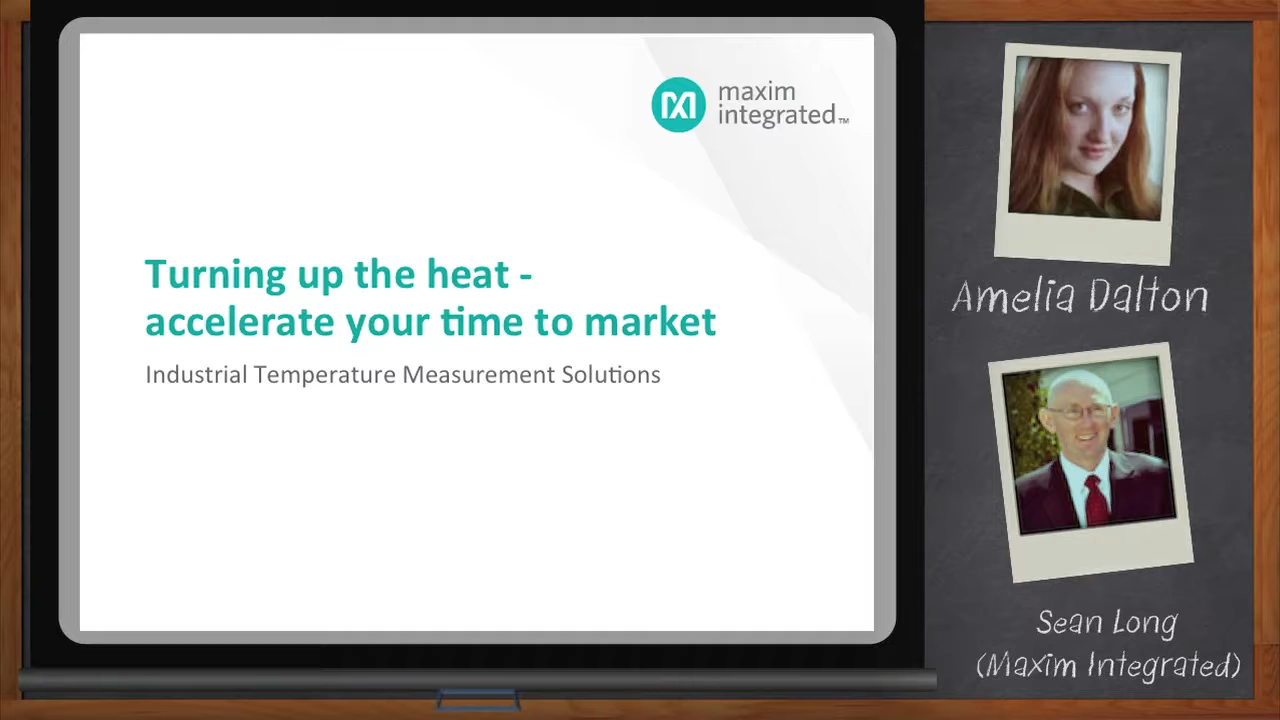 maxim
integrated™
Turning up the heat -
accelerate your time to market
Industrial Temperature Measurement Solutions
Amelia Dalton
Sean Long
(Maxim Integrated)